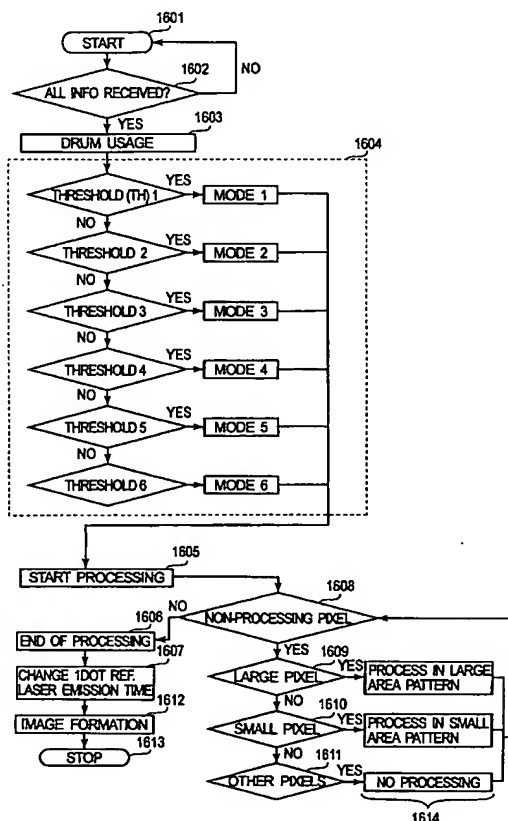 1601
START
1602
ALL INFO RECEIVED?
NO
YES
1603
DRUM USAGE
1604
THRESHOLD (TH) 1
YES
MODE 1
NO
THRESHOLD 2
YES
MODE 2
NO
THRESHOLD 3
YES
MODE 3
NO
THRESHOLD 4
YES
MODE 4
NO
THRESHOLD 5
YES
MODE 5
NO
THRESHOLD 6
YES
MODE 6
1605
START PROCESSING
1608
NON-PROCESSING PIXEL
NO
YES
1606
END OF PROCESSING
1607
CHANGE 1DOT REF.
LASER EMISSION TIME
1612
IMAGE FORMATION
1613
STOP
1609
LARGE PIXEL
YES
PROCESS IN LARGE
AREA PATTERN
NO
1610
SMALL PIXEL
YES
PROCESS IN SMALL
AREA PATTERN
NO
1611
OTHER PIXELS
YES
NO PROCESSING
1614